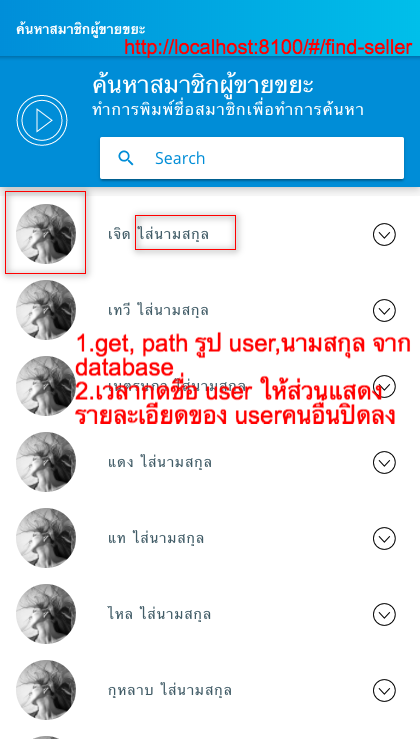 ค้นหาสมาชิกผู้ขายขยะ
http://localhost:8100/#/find-seller
ค้นหาสมาชิกผู้ขายขยะ
ทำการพิมพ์ชื่อสมาชิกเพื่อทำการค้นหา
Search
เจิด ใส่นามสกุล
เทวี ใส่นามสกุล
1.get, path รูป user,นามสกุล จาก
database
ใส่นามสกุล
2.เวลากดชื่อ user ให้ส่วนแสดง
รายละเอียดของ userคนอื่นปิดลง
แดง ใส่นามสกุล
แท ใส่นามสกุล
ไหล ใส่นามสกุล
กุหลาบ ใส่นามสกุล